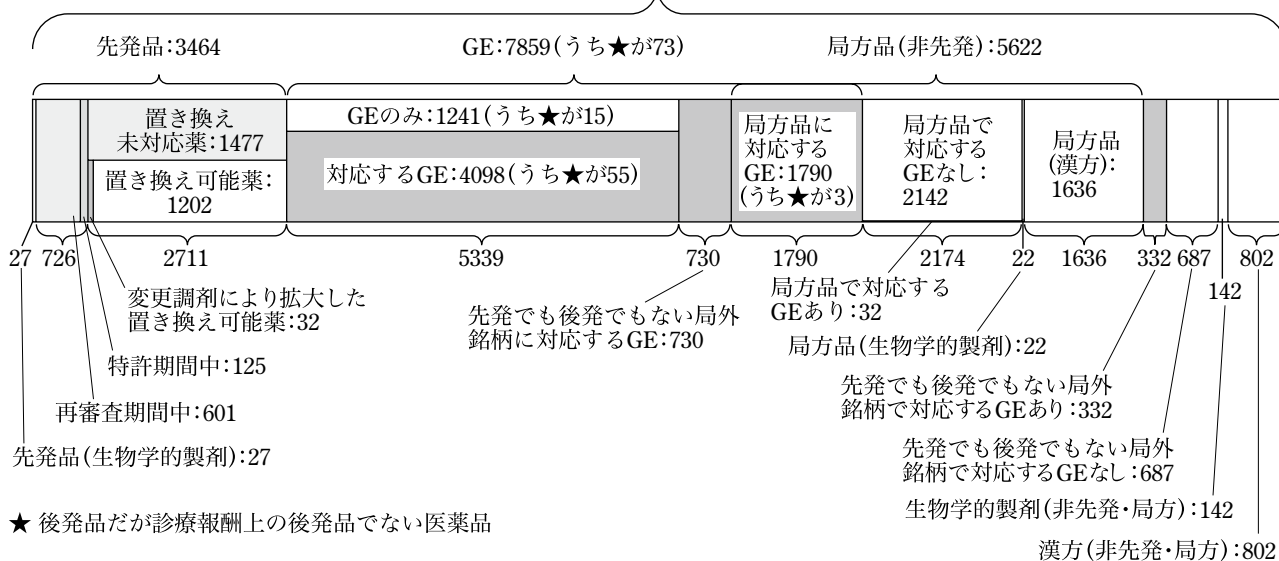 先発品:3464
GE:7859(うち★が73)
局方品(非先発):5622
置き換え
未対応薬:1477
置き換え可能薬:
1202
GEのみ:1241(うち★が15)
対応するGE:4098(うち★が55)
局方品に
対応する
GE:1790
(うち★が3)
局方品で
対応する
GEなし:
2142
局方品
(漢方):
1636
27
726
2711
5339
730
1790
2174
22
1636
332
687
142
802
変更調剤により拡大した
置き換え可能薬:32
特許期間中:125
再審査期間中:601
先発品(生物学的製剤):27
先発でも後発でもない局外
銘柄に対応するGE:730
局方品で対応する
GEあり:32
局方品(生物学的製剤):22
先発でも後発でもない局外
銘柄で対応するGEあり:332
先発でも後発でもない局外
銘柄で対応するGEなし:687
生物学的製剤(非先発・局方):142
漢方(非先発・局方):802
★ 後発品だが診療報酬上の後発品でない医薬品